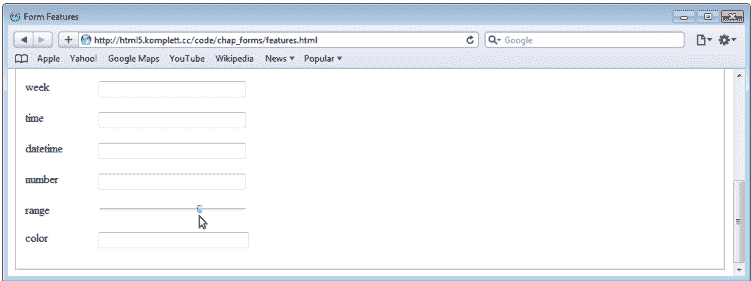 Form Features
http://html5.komplett.cc/code/chap_forms/features.html
Google
Apple Yahoo! Google Maps YouTube Wikipedia News Popular
week
time
datetime
number
range
color